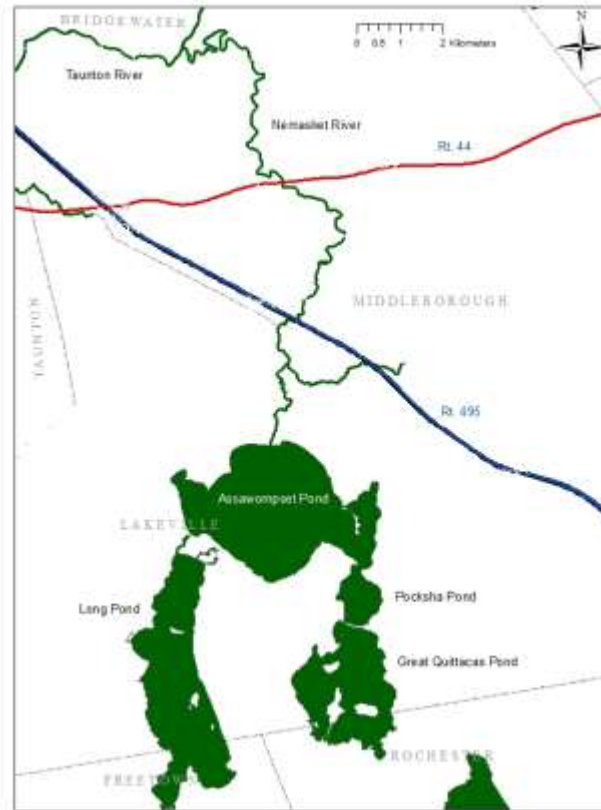 BRIDGEWATER
N
0 0.5 1 2 Kilometers
Taunton River
Nemasket River
Rt. 44
MIDDLEBOROUGH
TAUNTON
Rt. 495
Assawompset Pond
LAKEVILLE
Long Pond
Pocksha Pond
Great Quittacas Pond
ROCHESTER
FREETOWN